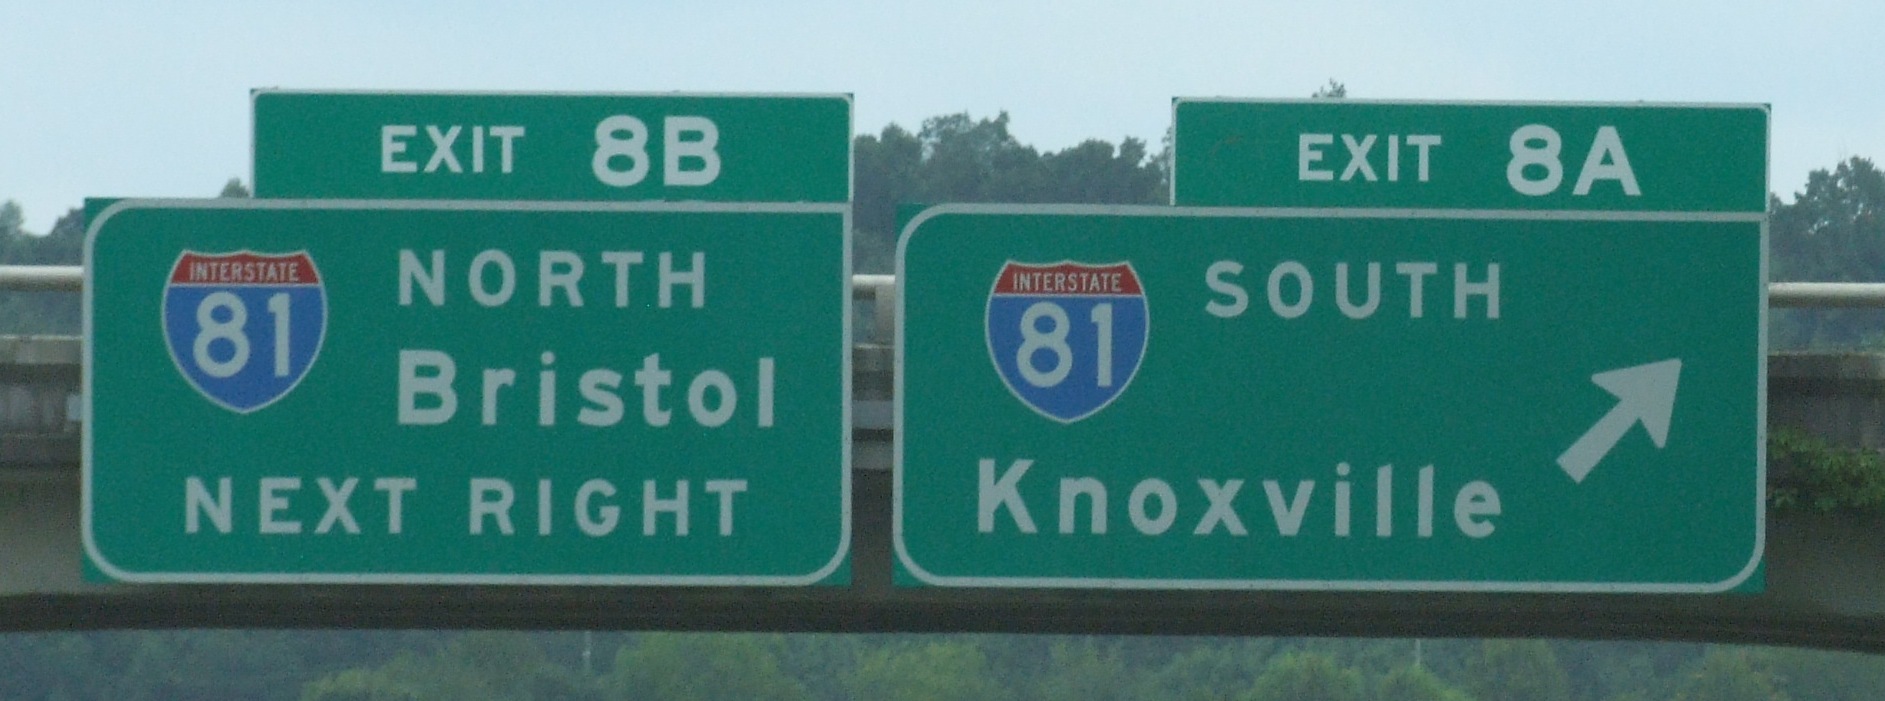 EXIT 8B
INTERSTATE
81
NORTH
Bristol
NEXT RIGHT
EXIT 8A
INTERSTATE
81
SOUTH
Knoxville